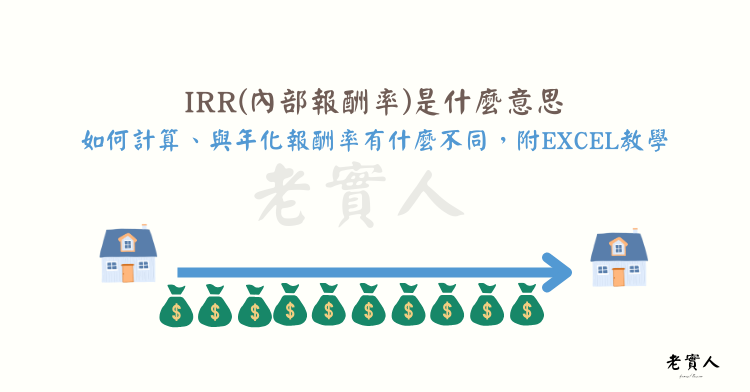 IRR(內部報酬率)是什麼意思
如何計算、與年化報酬率有什麼不同，附EXCEL教學
老實人
$ $ $ $ $ $ $ $ $ $
老實人